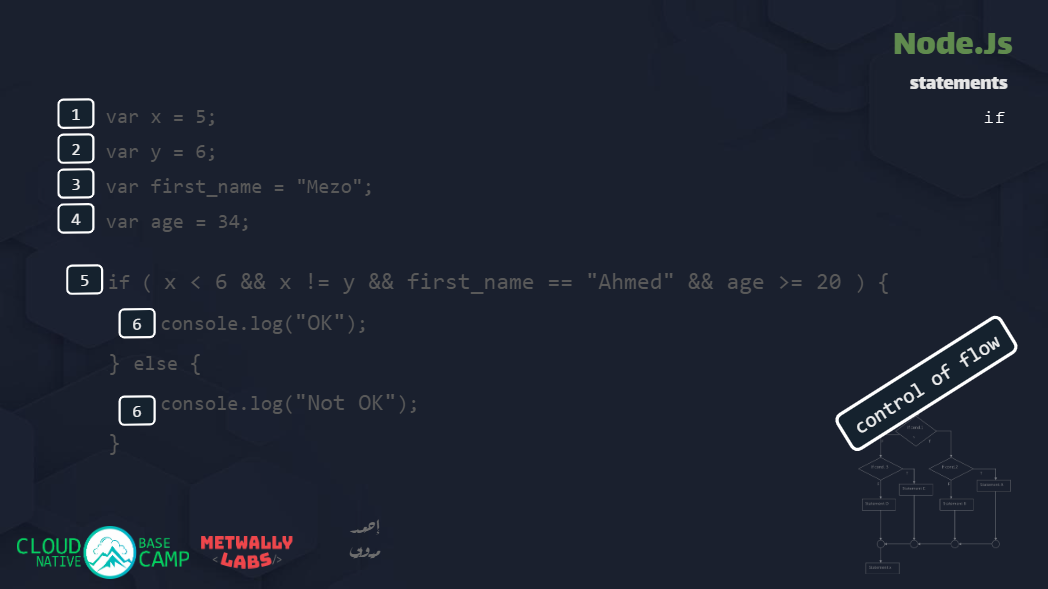 Node.Js
statements
if
1 var x = 5;
2 var y = 6;
3 var first_name = "Mezo";
4 var age = 34;
5 if ( x < 6 && x != y && first_name == "Ahmed" && age >= 20 ) {
6 console.log("OK");
} else {
6 console.log("Not OK");
}
control of flow
CLOUD NATIVE BASE CAMP
METWALLY
<LABS/>
أحمد